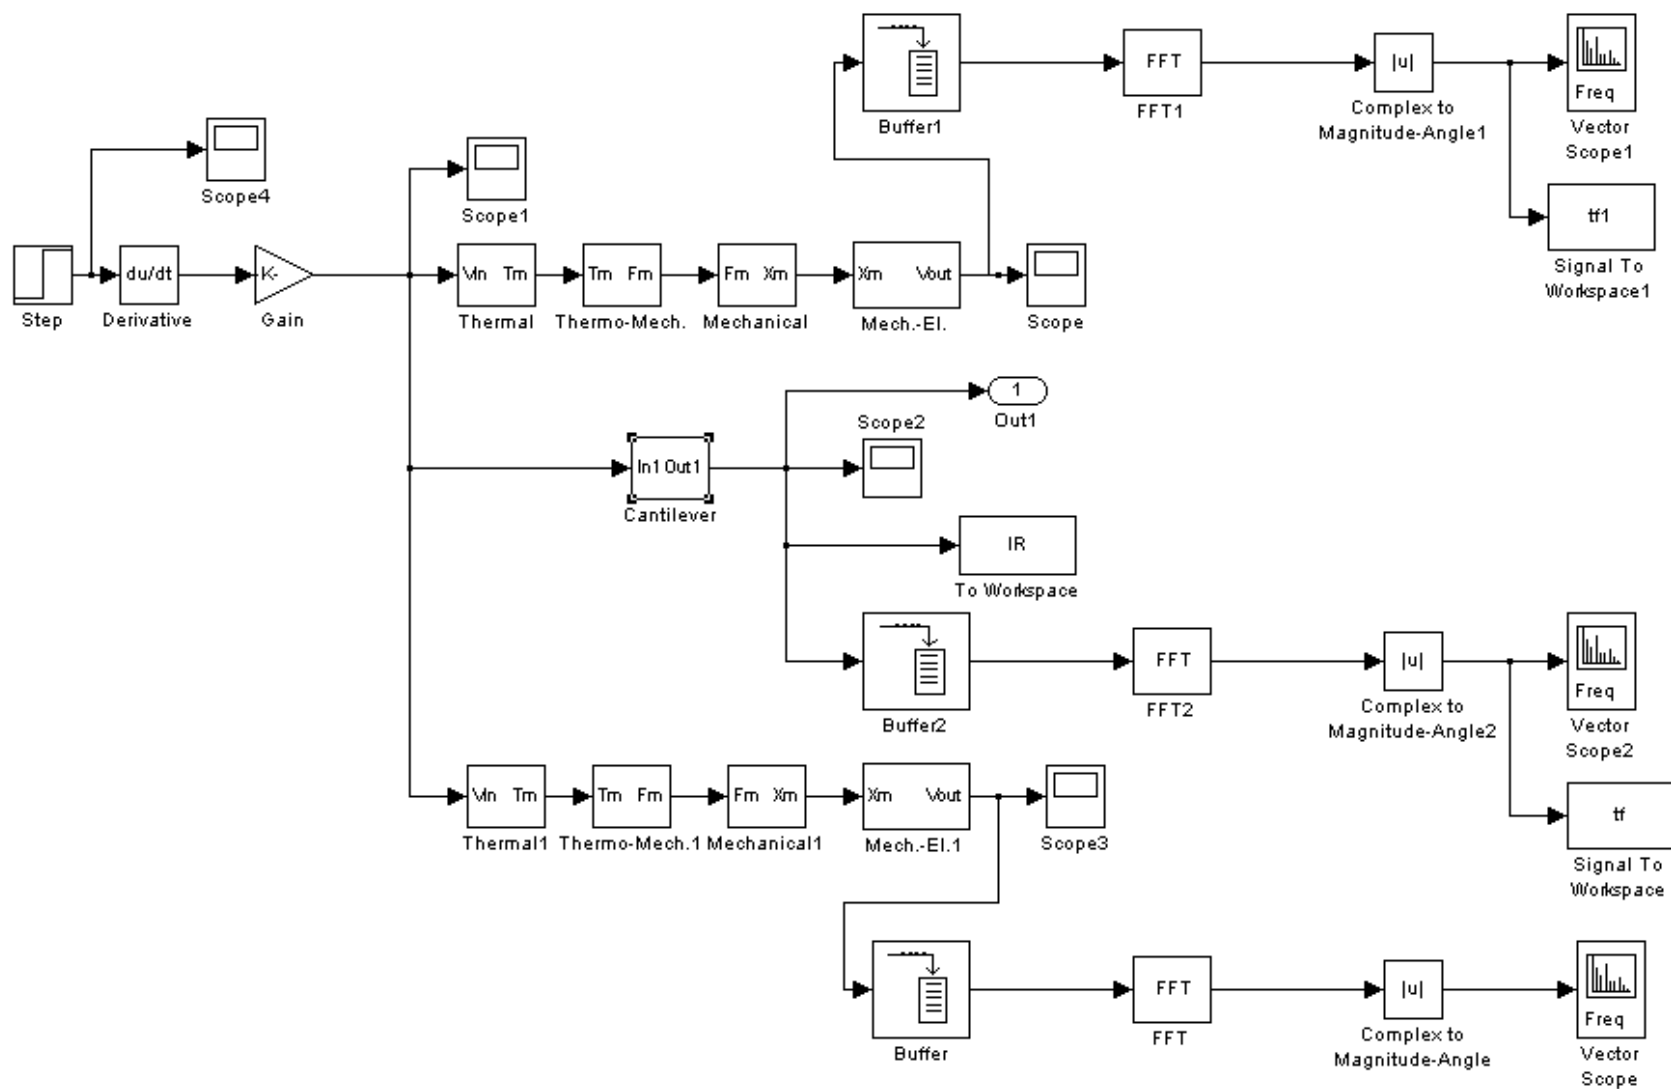 Buffer1
FFT
FFT1
|u|
Complex to
Magnitude-Angle1
Freq
Vector
Scope1
tf1
Signal To
Workspace1
Scope4
Scope1
Step
du/dt
Derivative
K-
Gain
Vin Tm
Thermal
Tm Fm
Thermo-Mech.
Fm Xm
Mechanical
Xm Vout
Mech.-El.
Scope
1
Out1
Scope2
In1 Out1
Cantilever
IR
To Workspace
Buffer2
FFT
FFT2
|u|
Complex to
Magnitude-Angle2
Freq
Vector
Scope2
tf
Signal To
Workspace
Vin Tm
Thermal1
Tm Fm
Thermo-Mech.1
Fm Xm
Mechanical1
Xm Vout
Mech.-El.1
Scope3
Buffer
FFT
FFT
|u|
Complex to
Magnitude-Angle
Freq
Vector
Scope